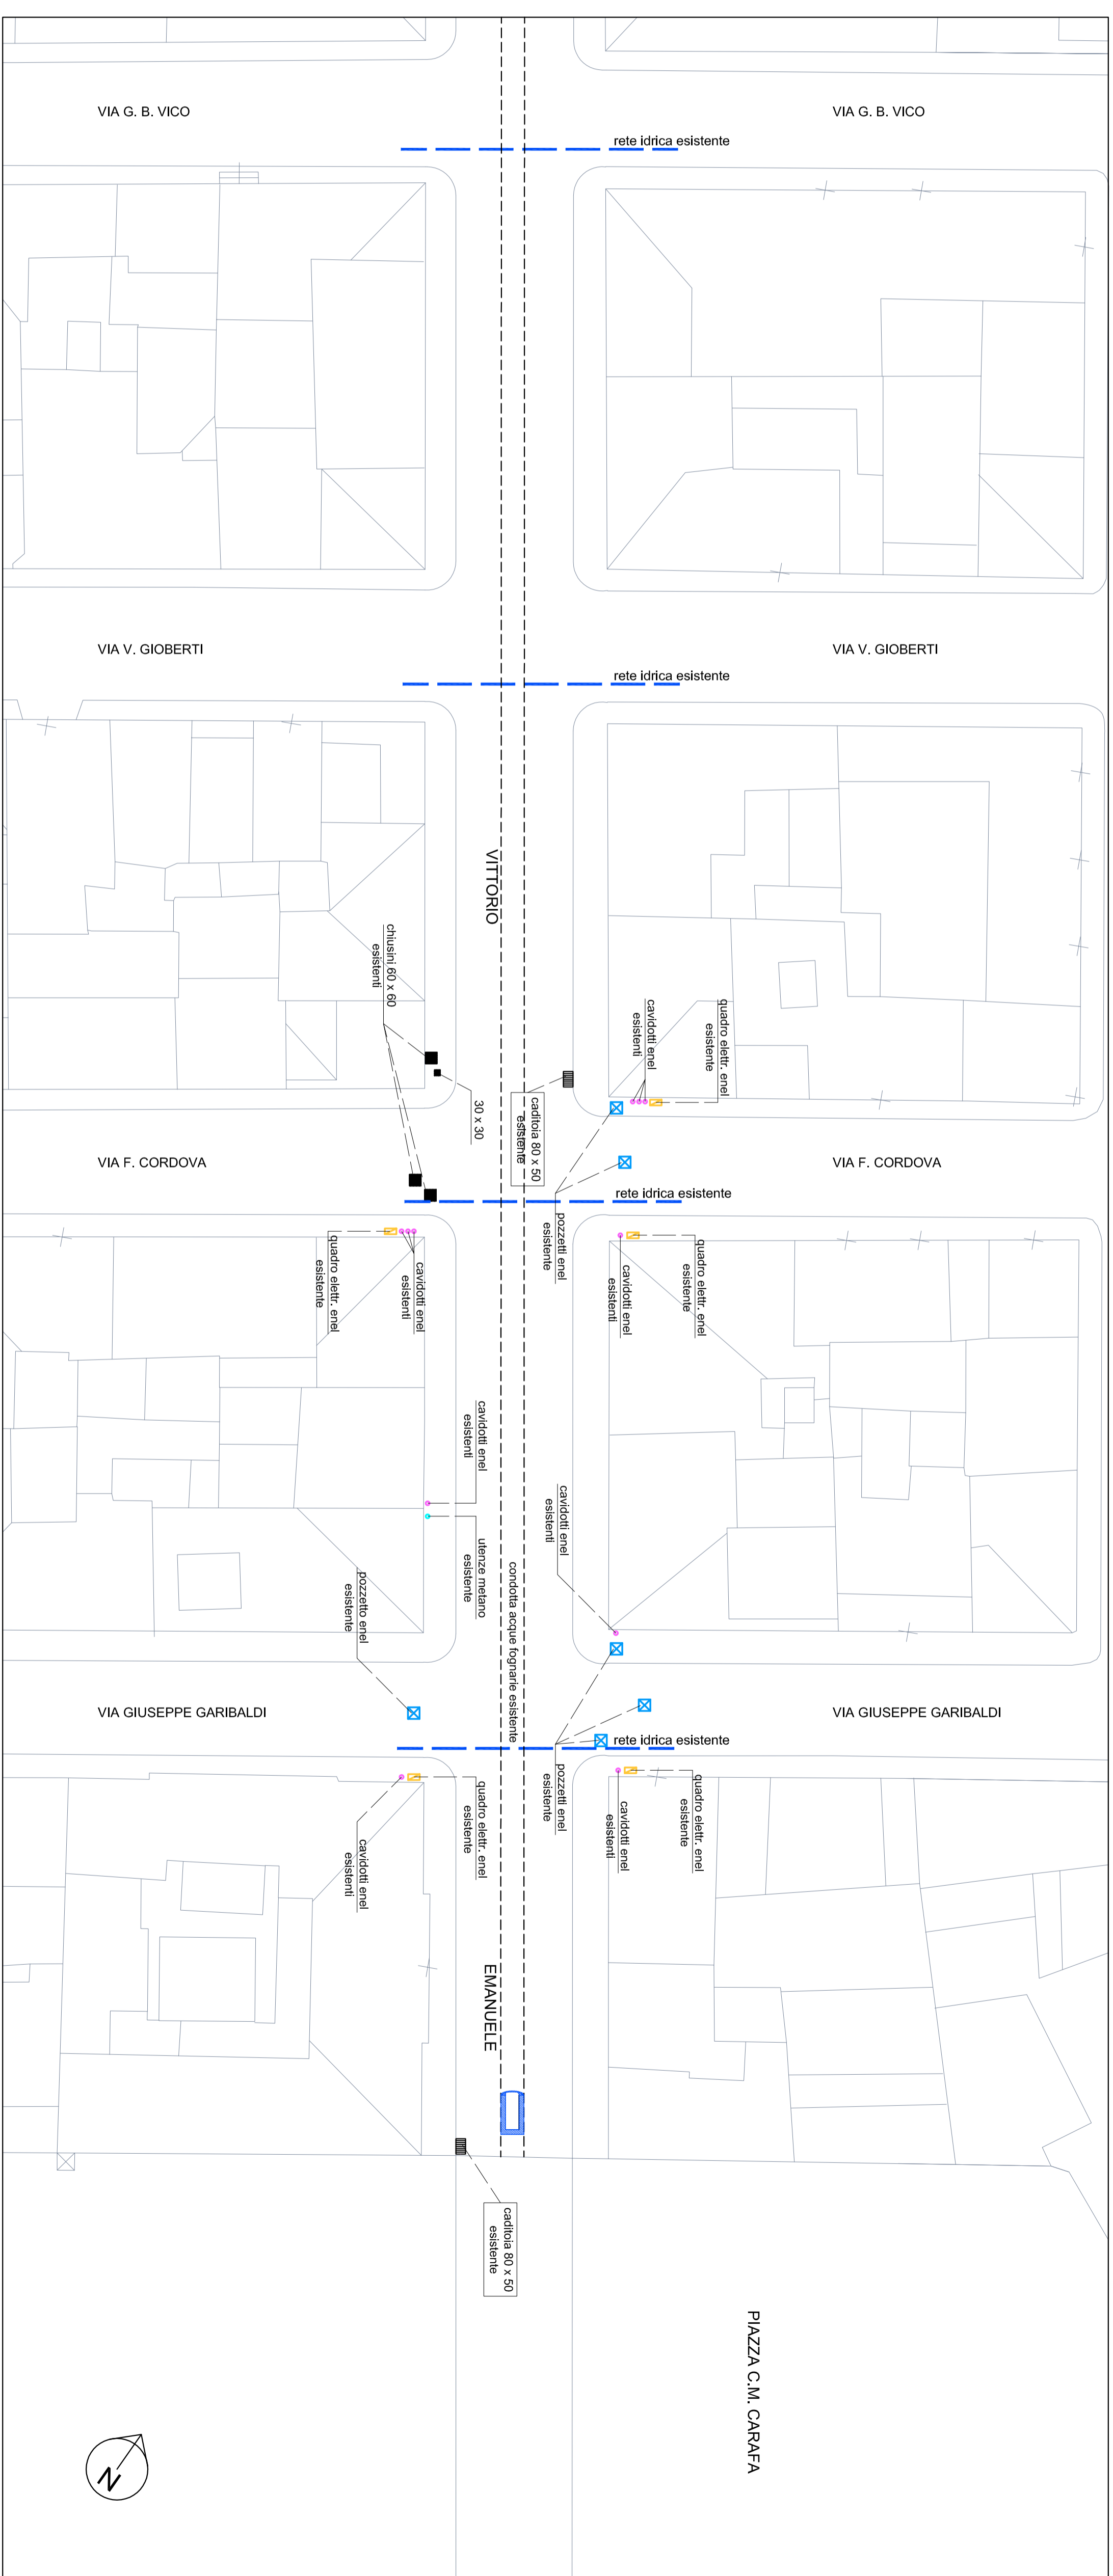 VIA G. B. VICO
VIA G. B. VICO
rete idrica esistente
VIA V. GIOBERTI
VIA V. GIOBERTI
rete idrica esistente
VITTORIO
chiusini 60 x 60
esistenti
30 x 30
caditoia 80 x 50
esistente
cavidotti enel
esistenti
quadro elettr. enel
esistente
VIA F. CORDOVA
VIA F. CORDOVA
rete idrica esistente
pozzetti enel
esistente
quadro elettr. enel
esistente
cavidotti enel
esistenti
cavidotti enel
esistenti
quadro elettr. enel
esistente
cavidotti enel
esistenti
cavidotti enel
esistenti
utenze metano
esistente
condotta acque fognarie esistente
pozzetto enel
esistente
VIA GIUSEPPE GARIBALDI
VIA GIUSEPPE GARIBALDI
rete idrica esistente
pozzetti enel
esistente
quadro elettr. enel
esistente
cavidotti enel
esistenti
cavidotti enel
esistenti
quadro elettr. enel
esistente
EMANUELE
caditoia 80 x 50
esistente
PIAZZA C.M. CARAFA
N